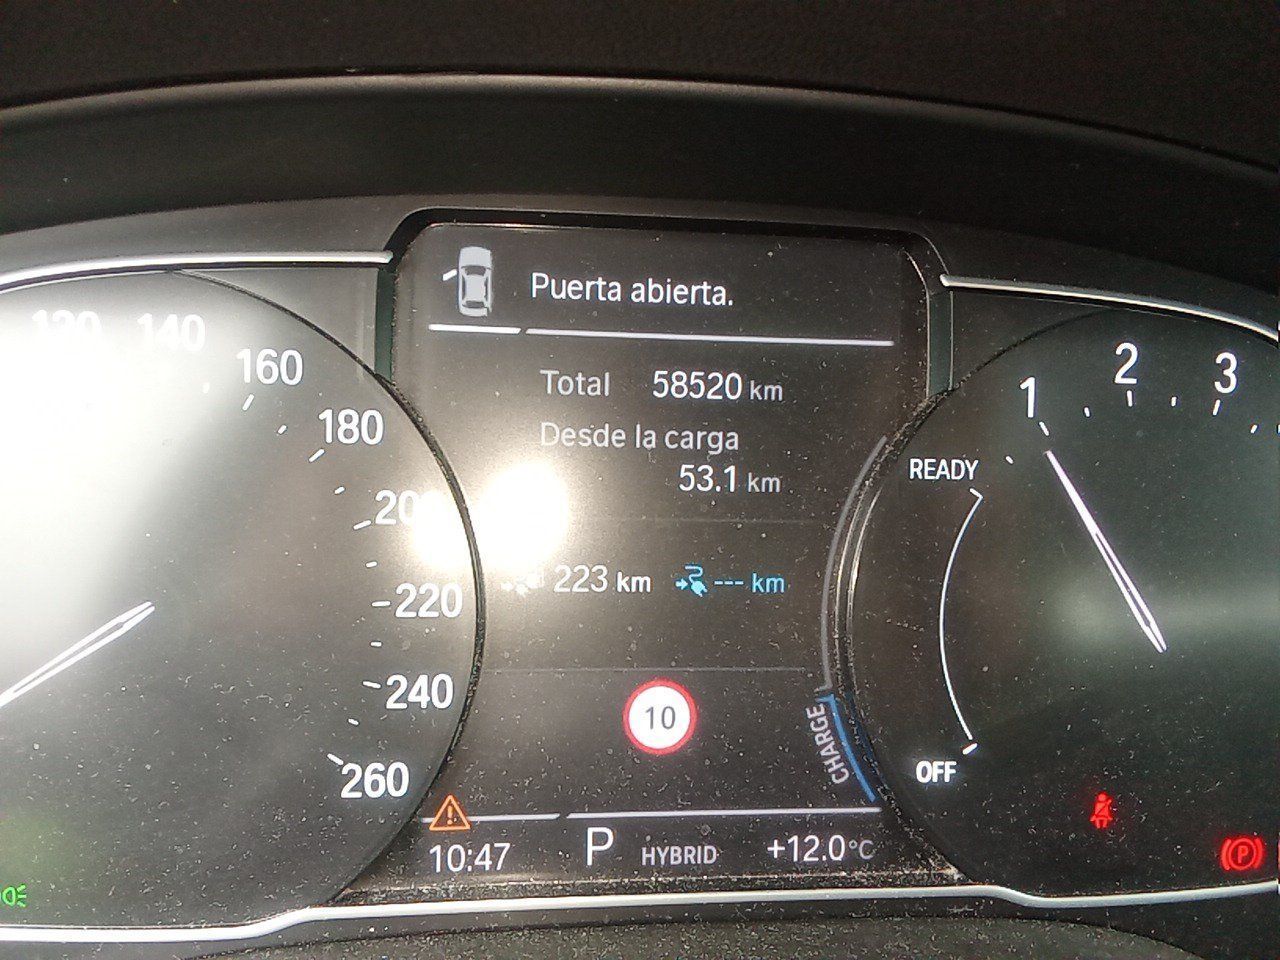 Puerta abierta.
Total 58520 km
Desde la carga
53.1 km
223 km --- km
10
CHARGE
10:47 P HYBRID +12.0°C
120 140
160
180
200
220
240
260
1 2 3
READY
OFF
P